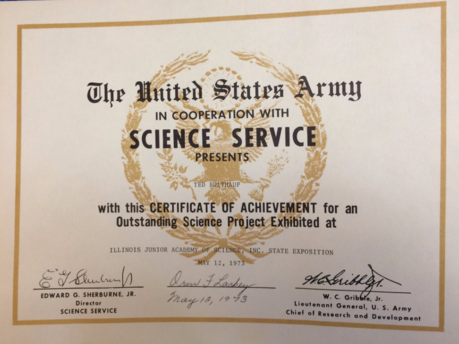 The United States Army
IN COOPERATION WITH
SCIENCE SERVICE
PRESENTS
TED
with this CERTIFICATE OF ACHIEVEMENT for an
Outstanding Science Project Exhibited at
ILLINOIS JUNIOR ACADEMY OF SCIENCE, INC. STATE EXPOSITION
MAY 12, 1973
EDWARD G. SHERBURNE, JR.
Director
SCIENCE SERVICE
May 12, 1973
W. C. Gribble, Jr.
Lieutenant General, U. S. Army
Chief of Research and Development